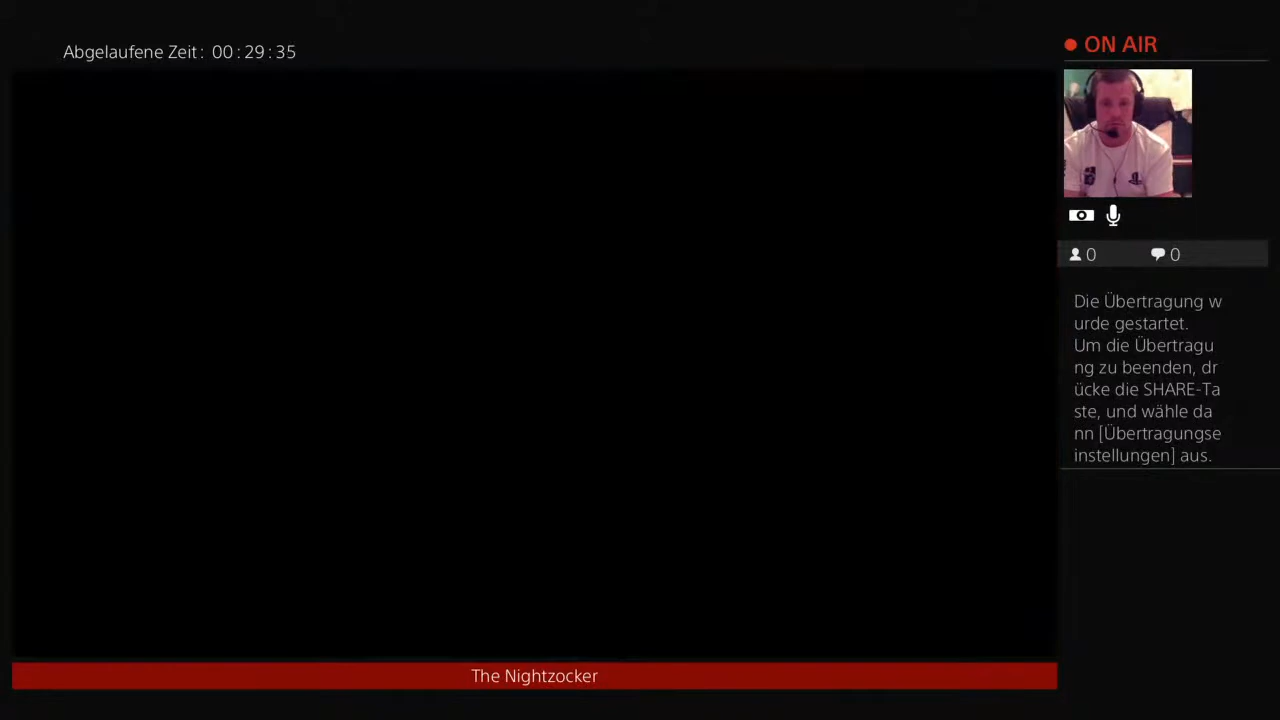 Abgelaufene Zeit: 00:29:35
ON AIR
0
0
Die Übertragung w
urde gestartet.
Um die Übertragu
ng zu beenden, dr
ücke die SHARE-Ta
ste, und wähle da
nn [Übertragungse
instellungen] aus.
The Nightzocker